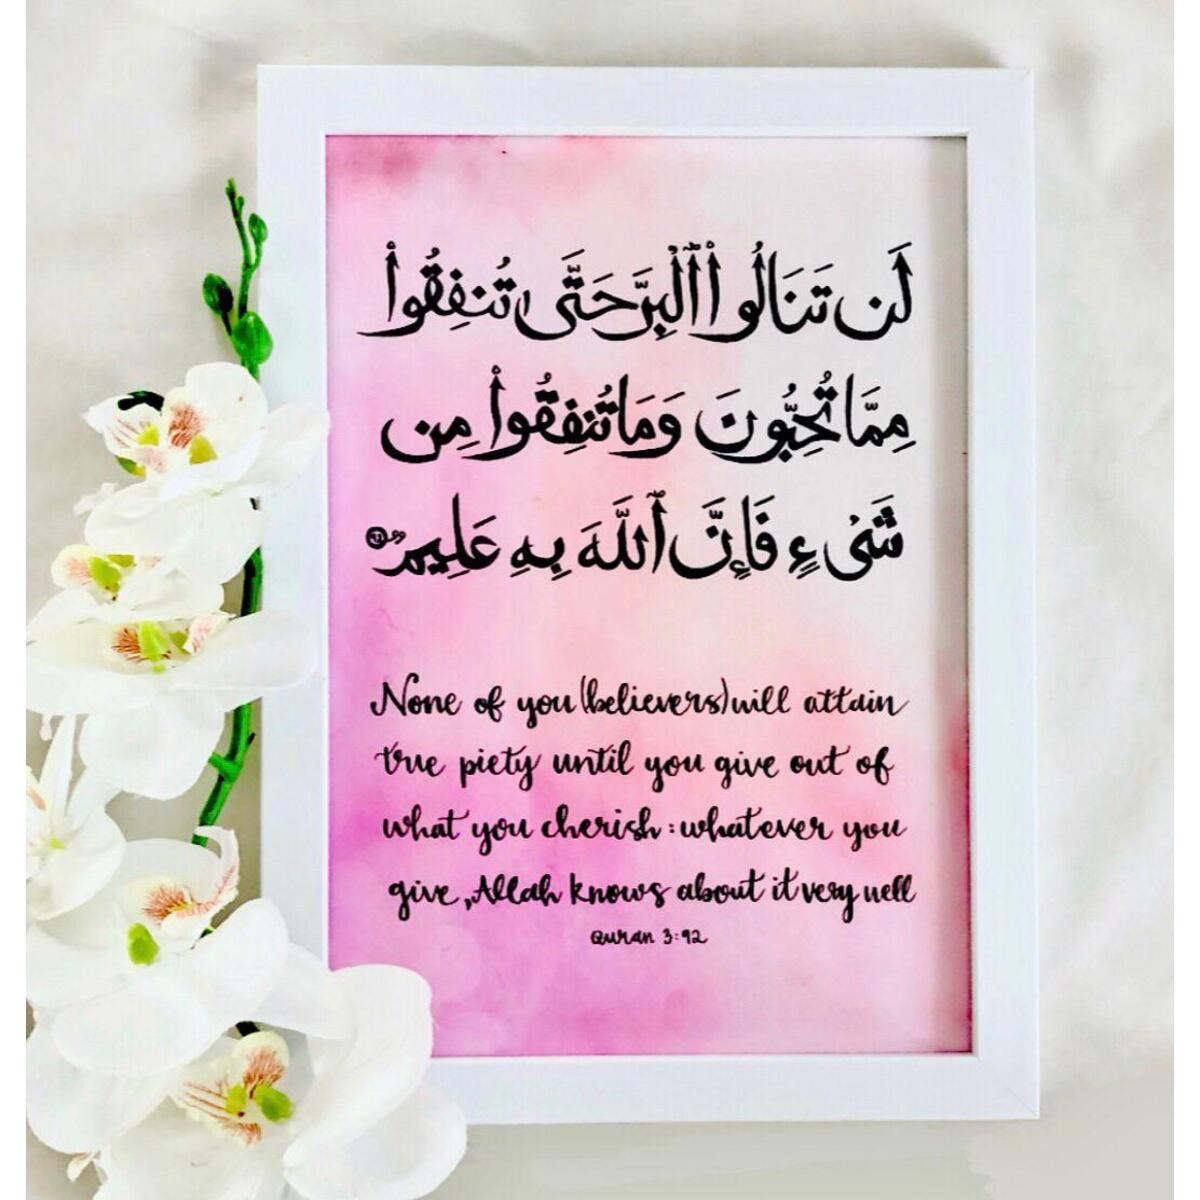 لَن تَنَالُوا۟ ٱلْبِرَّ حَتَّىٰ تُنفِقُوا۟
مِمَّا تُحِبُّونَ وَمَا تُنفِقُوا۟ مِن
شَىْءٍ فَإِنَّ ٱللَّهَ بِهِ عَلِيمٌ ٩٢
None of you (believers) will attain
true piety until you give out of
what you cherish : whatever you
give, Allah knows about it very well
Quran 3:92